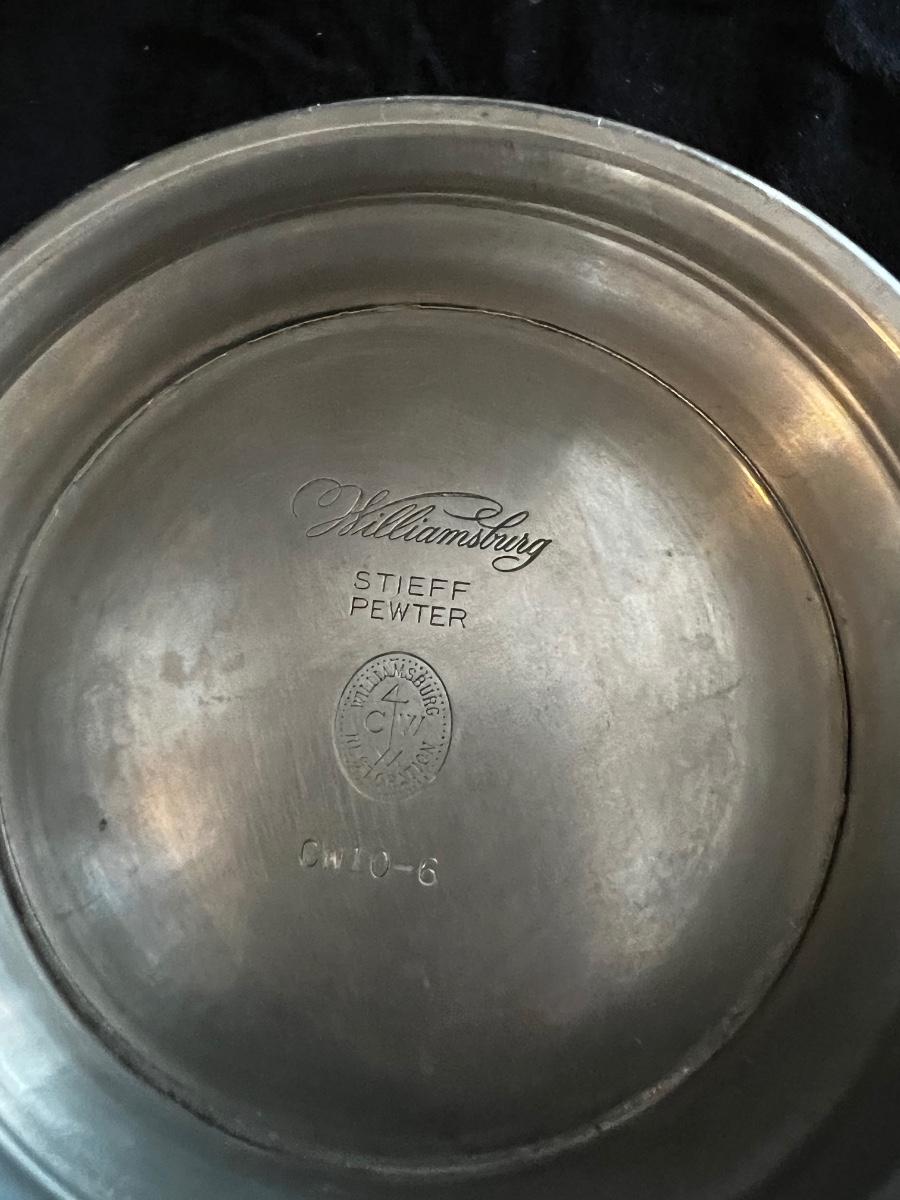 Williamsburg
STIEFF
PEWTER
WILLIAMSBURG
C W
RESTORATION
CW10-6